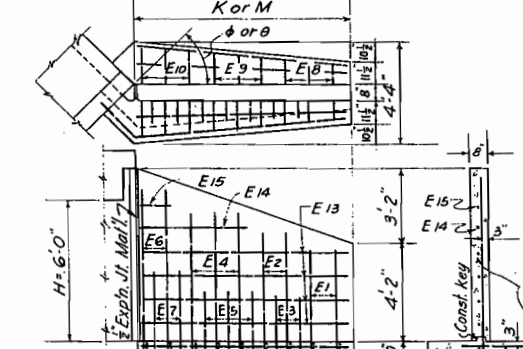 K or M
ϕ or θ
E10
E9
E8
10½"
11½"
8"
11½"
10½"
4'-4"
N
8"
E15
E14
E13
E15
E14
E6
E4
E2
E1
E7
E5
E3
H=6'-0"
½" Exp'n. Jt. Mat'l.
3'-2"
4'-2"
3"
Const. key
3"